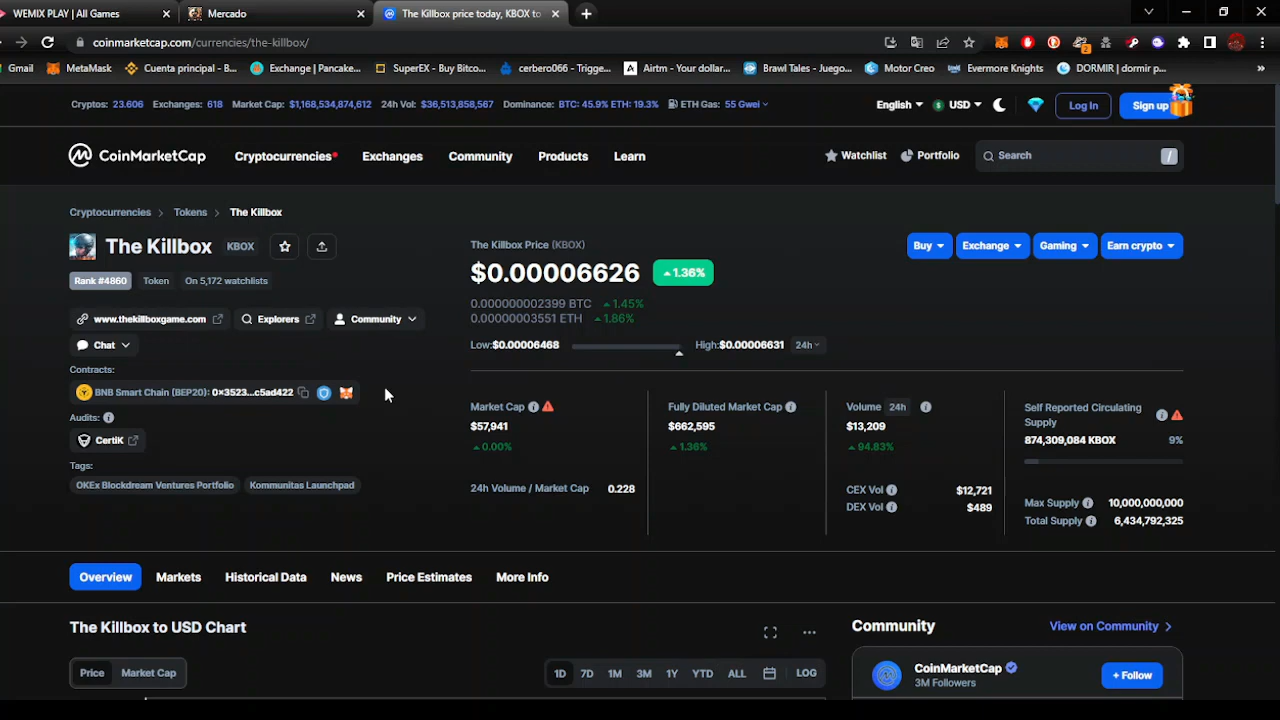 WEMIX PLAY | All Games
Mercado
The Killbox price today, KBOX to
coinmarketcap.com/currencies/the-killbox/
Gmail MetaMask Cuenta principal - B... Exchange | Pancake... SuperEX - Buy Bitco... cerbero066 - Trigge... Airtm - Your dollar... Brawl Tales - Juego... Motor Creo Evermore Knights DORMIR | dormir p... »
Cryptos: 23.606 Exchanges: 618 Market Cap: $1,168,534,874,612 24h Vol: $36,513,858,567 Dominance: BTC: 45.9% ETH: 19.3% ETH Gas: 55 Gwei English USD Log In Sign up
CoinMarketCap Cryptocurrencies Exchanges Community Products Learn Watchlist Portfolio Search /
Cryptocurrencies > Tokens > The Killbox
The Killbox KBOX
Rank #4860 Token On 5,172 watchlists
www.thekillboxgame.com Explorers Community
Chat
Contracts:
BNB Smart Chain (BEP20): 0x3523...c5ad422
Audits:
CertiK
Tags:
OKEx Blockdream Ventures Portfolio Kommunitas Launchpad
The Killbox Price (KBOX)
$0.00006626 1.36%
0.000000002399 BTC 1.45%
0.00000003551 ETH 1.86%
Low: $0.00006468 High: $0.00006631 24h
Buy Exchange Gaming Earn crypto
Market Cap
$57,941
0.00%
24h Volume / Market Cap 0.228
Fully Diluted Market Cap
$662,595
1.36%
Volume 24h
$13,209
94.83%
CEX Vol $12,721
DEX Vol $489
Self Reported Circulating
Supply
874,309,084 KBOX 9%
Max Supply 10,000,000,000
Total Supply 6,434,792,325
Overview Markets Historical Data News Price Estimates More Info
The Killbox to USD Chart
Price Market Cap 1D 7D 1M 3M 1Y YTD ALL LOG
Community View on Community >
CoinMarketCap
3M Followers
+ Follow